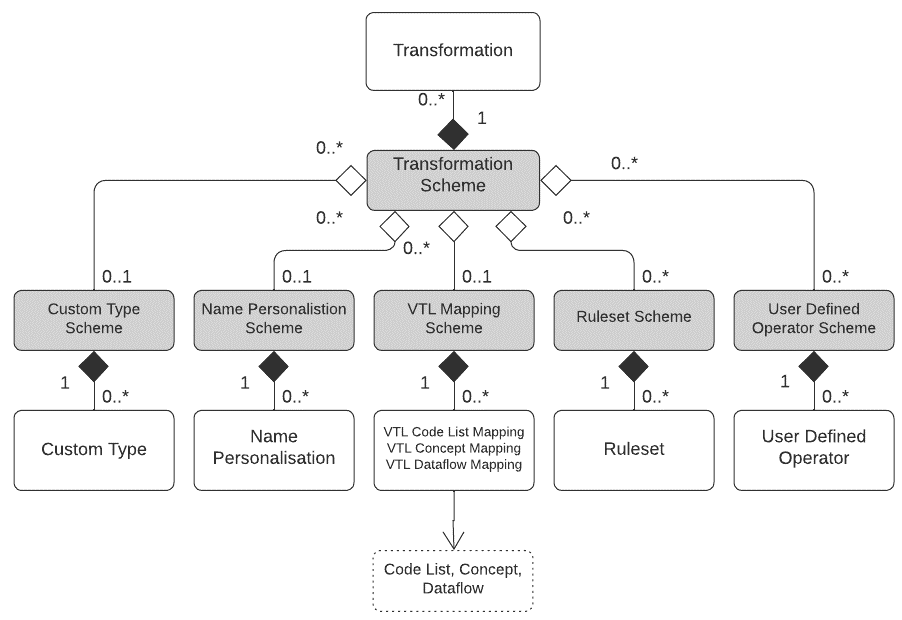 Transformation
0..*
1
0..*
Transformation
Scheme
0..*
0..*
0..*
0..*
0..1
0..1
0..1
0..*
0..*
Custom Type
Scheme
Name Personalistion
Scheme
VTL Mapping
Scheme
Ruleset Scheme
User Defined
Operator Scheme
1
0..*
1
0..*
1
0..*
1
0..*
1
0..*
Custom Type
Name
Personalisation
VTL Code List Mapping
VTL Concept Mapping
VTL Dataflow Mapping
Ruleset
User Defined
Operator
Code List, Concept,
Dataflow